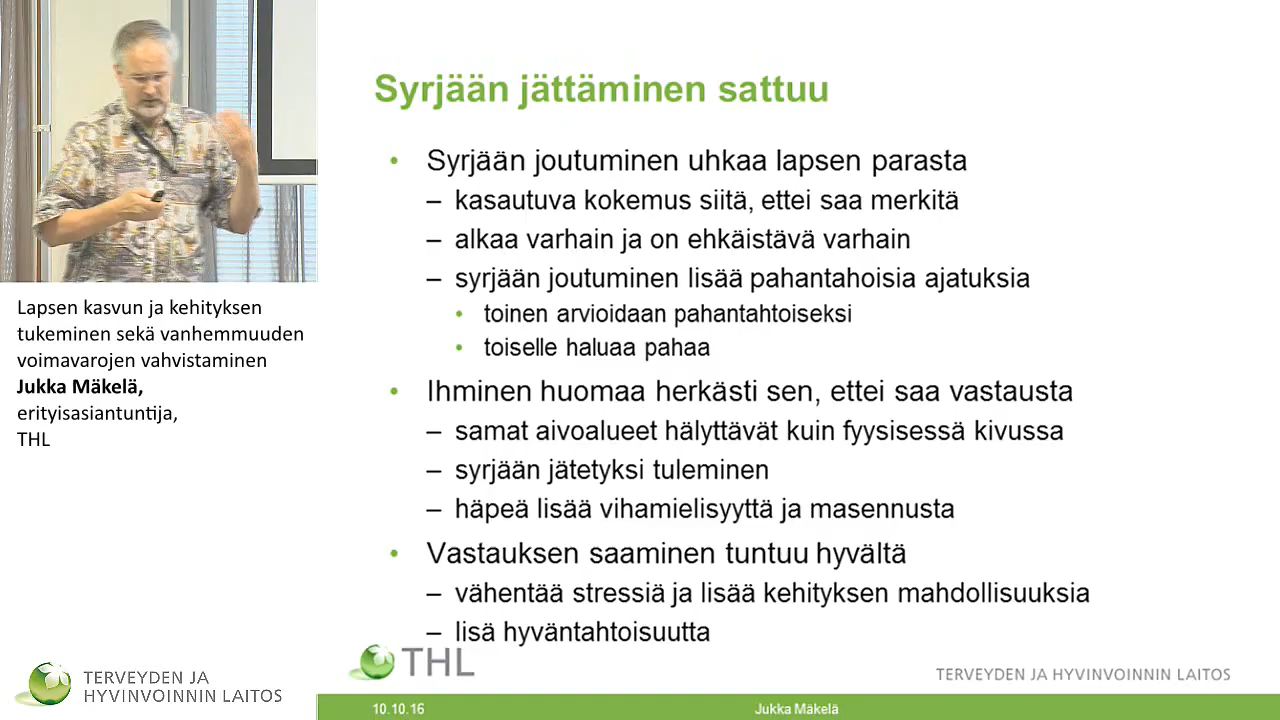 Syrjään jättäminen sattuu
• Syrjään joutuminen uhkaa lapsen parasta
– kasautuva kokemus siitä, ettei saa merkitä
– alkaa varhain ja on ehkäistävä varhain
– syrjään joutuminen lisää pahantahoisia ajatuksia
• toinen arvioidaan pahantahtoiseksi
• toiselle haluaa pahaa
• Ihminen huomaa herkästi sen, ettei saa vastausta
– samat aivoalueet hälyttävät kuin fyysisessä kivussa
– syrjään jätetyksi tuleminen
– häpeä lisää vihamielisyyttä ja masennusta
• Vastauksen saaminen tuntuu hyvältä
– vähentää stressiä ja lisää kehityksen mahdollisuuksia
– lisä hyväntahtoisuutta
THL
TERVEYDEN JA HYVINVOINNIN LAITOS
10.10.16
Jukka Mäkelä
Lapsen kasvun ja kehityksen
tukeminen sekä vanhemmuuden
voimavarojen vahvistaminen
Jukka Mäkelä,
erityisasiantuntija,
THL
TERVEYDEN JA
HYVINVOINNIN LAITOS